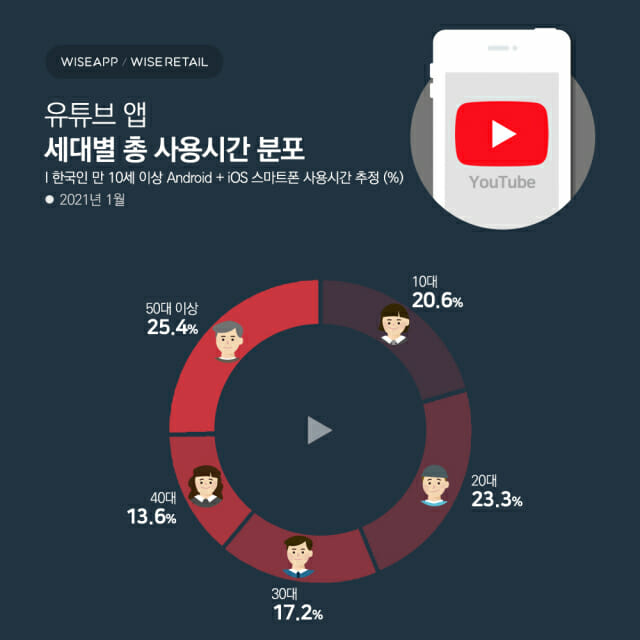 WISEAPP / WISERETAIL
유튜브 앱
세대별 총 사용시간 분포
I 한국인 만 10세 이상 Android + iOS 스마트폰 사용시간 추정 (%)
● 2021년 1월
YouTube
10대
20.6%
50대 이상
25.4%
20대
23.3%
40대
13.6%
30대
17.2%